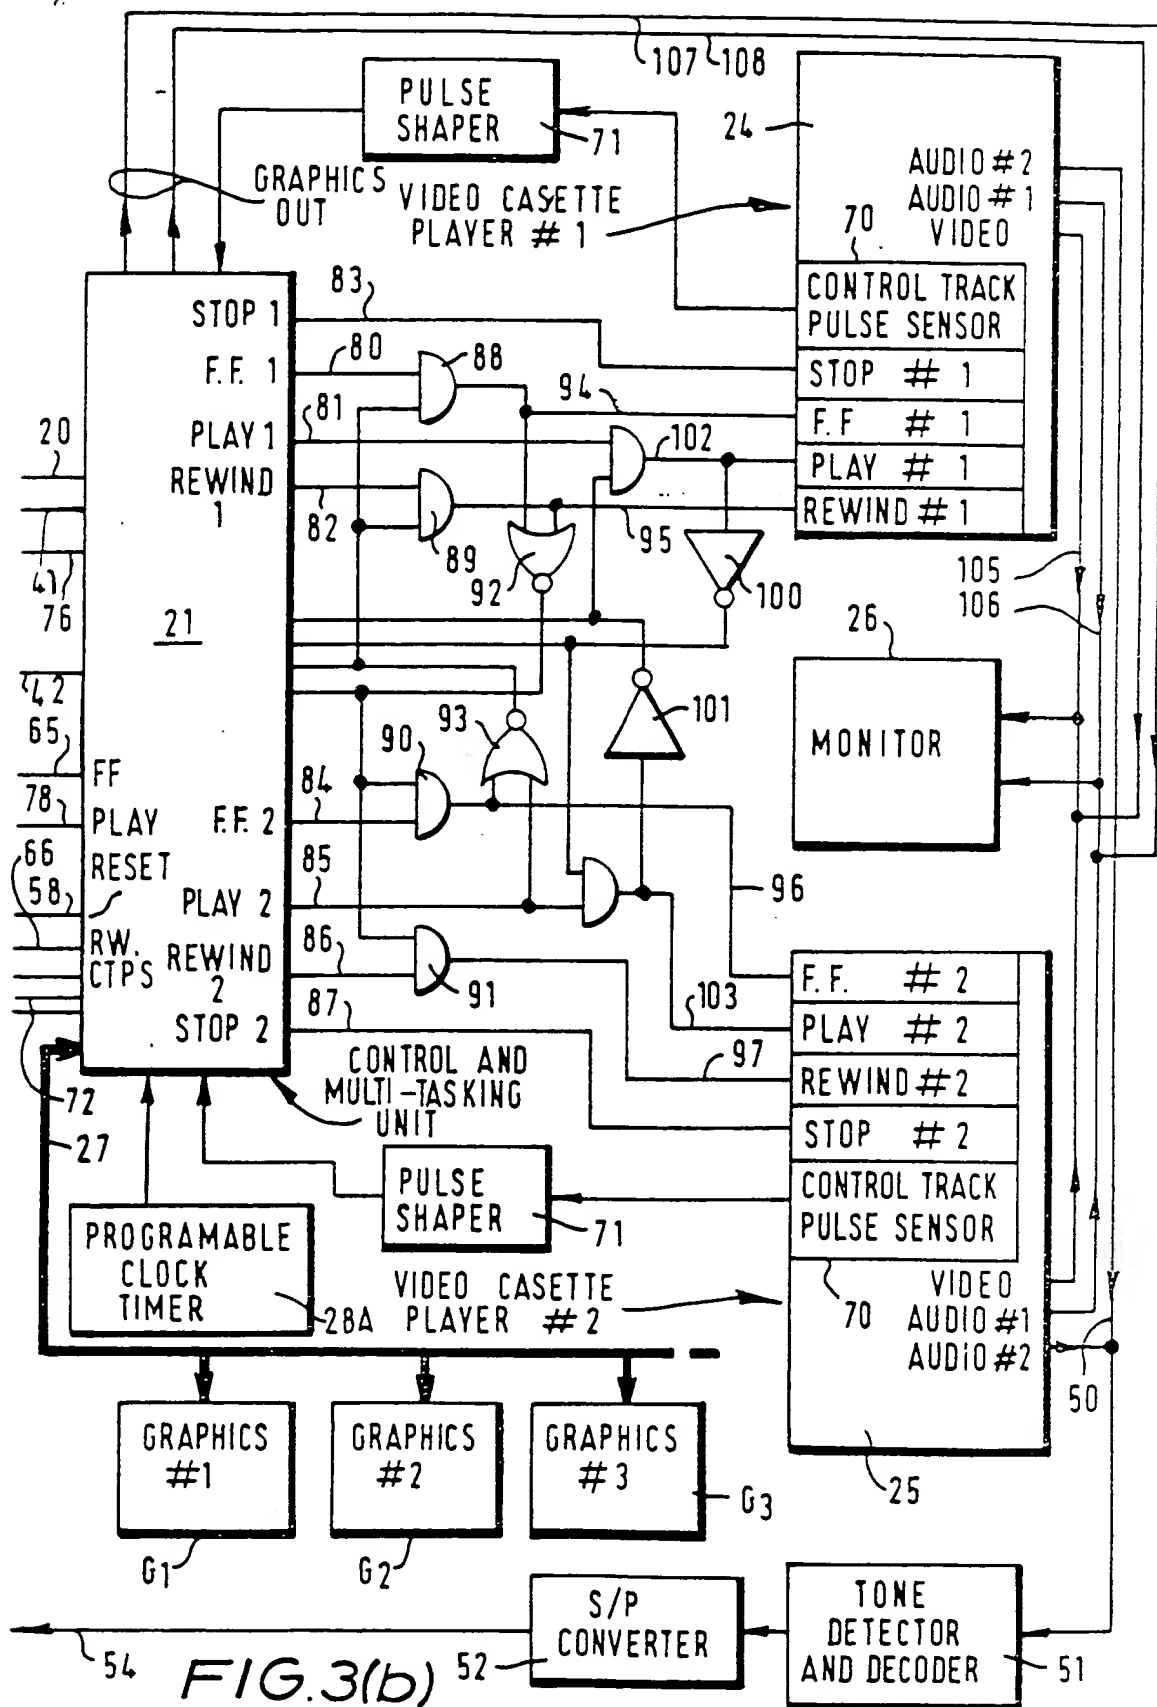 107 108
PULSE
SHAPER
71
24
GRAPHICS
OUT
VIDEO CASETTE
PLAYER # 1
AUDIO #2
AUDIO #1
VIDEO
70
CONTROL TRACK
PULSE SENSOR
STOP # 1
F.F # 1
PLAY # 1
REWIND # 1
STOP 1
83
F.F. 1
80
88
PLAY 1
81
94
102
REWIND
1
82
89
92
95
100
20
41
76
21
42
65
FF
78
PLAY
66
RESET
58
RW.
CTPS
72
27
105
106
26
MONITOR
101
93
90
F.F. 2
84
PLAY 2
85
96
REWIND
2
86
91
STOP 2
87
103
97
F.F. # 2
PLAY # 2
REWIND # 2
STOP # 2
CONTROL TRACK
PULSE SENSOR
70
VIDEO
AUDIO #1
AUDIO #2
50
25
CONTROL AND
MULTI-TASKING
UNIT
PULSE
SHAPER
71
PROGRAMABLE
CLOCK
TIMER
28A
VIDEO CASETTE
PLAYER # 2
GRAPHICS
#1
G1
GRAPHICS
#2
G2
GRAPHICS
#3
G3
S/P
CONVERTER
52
TONE
DETECTOR
AND DECODER
51
54
FIG.3(b)